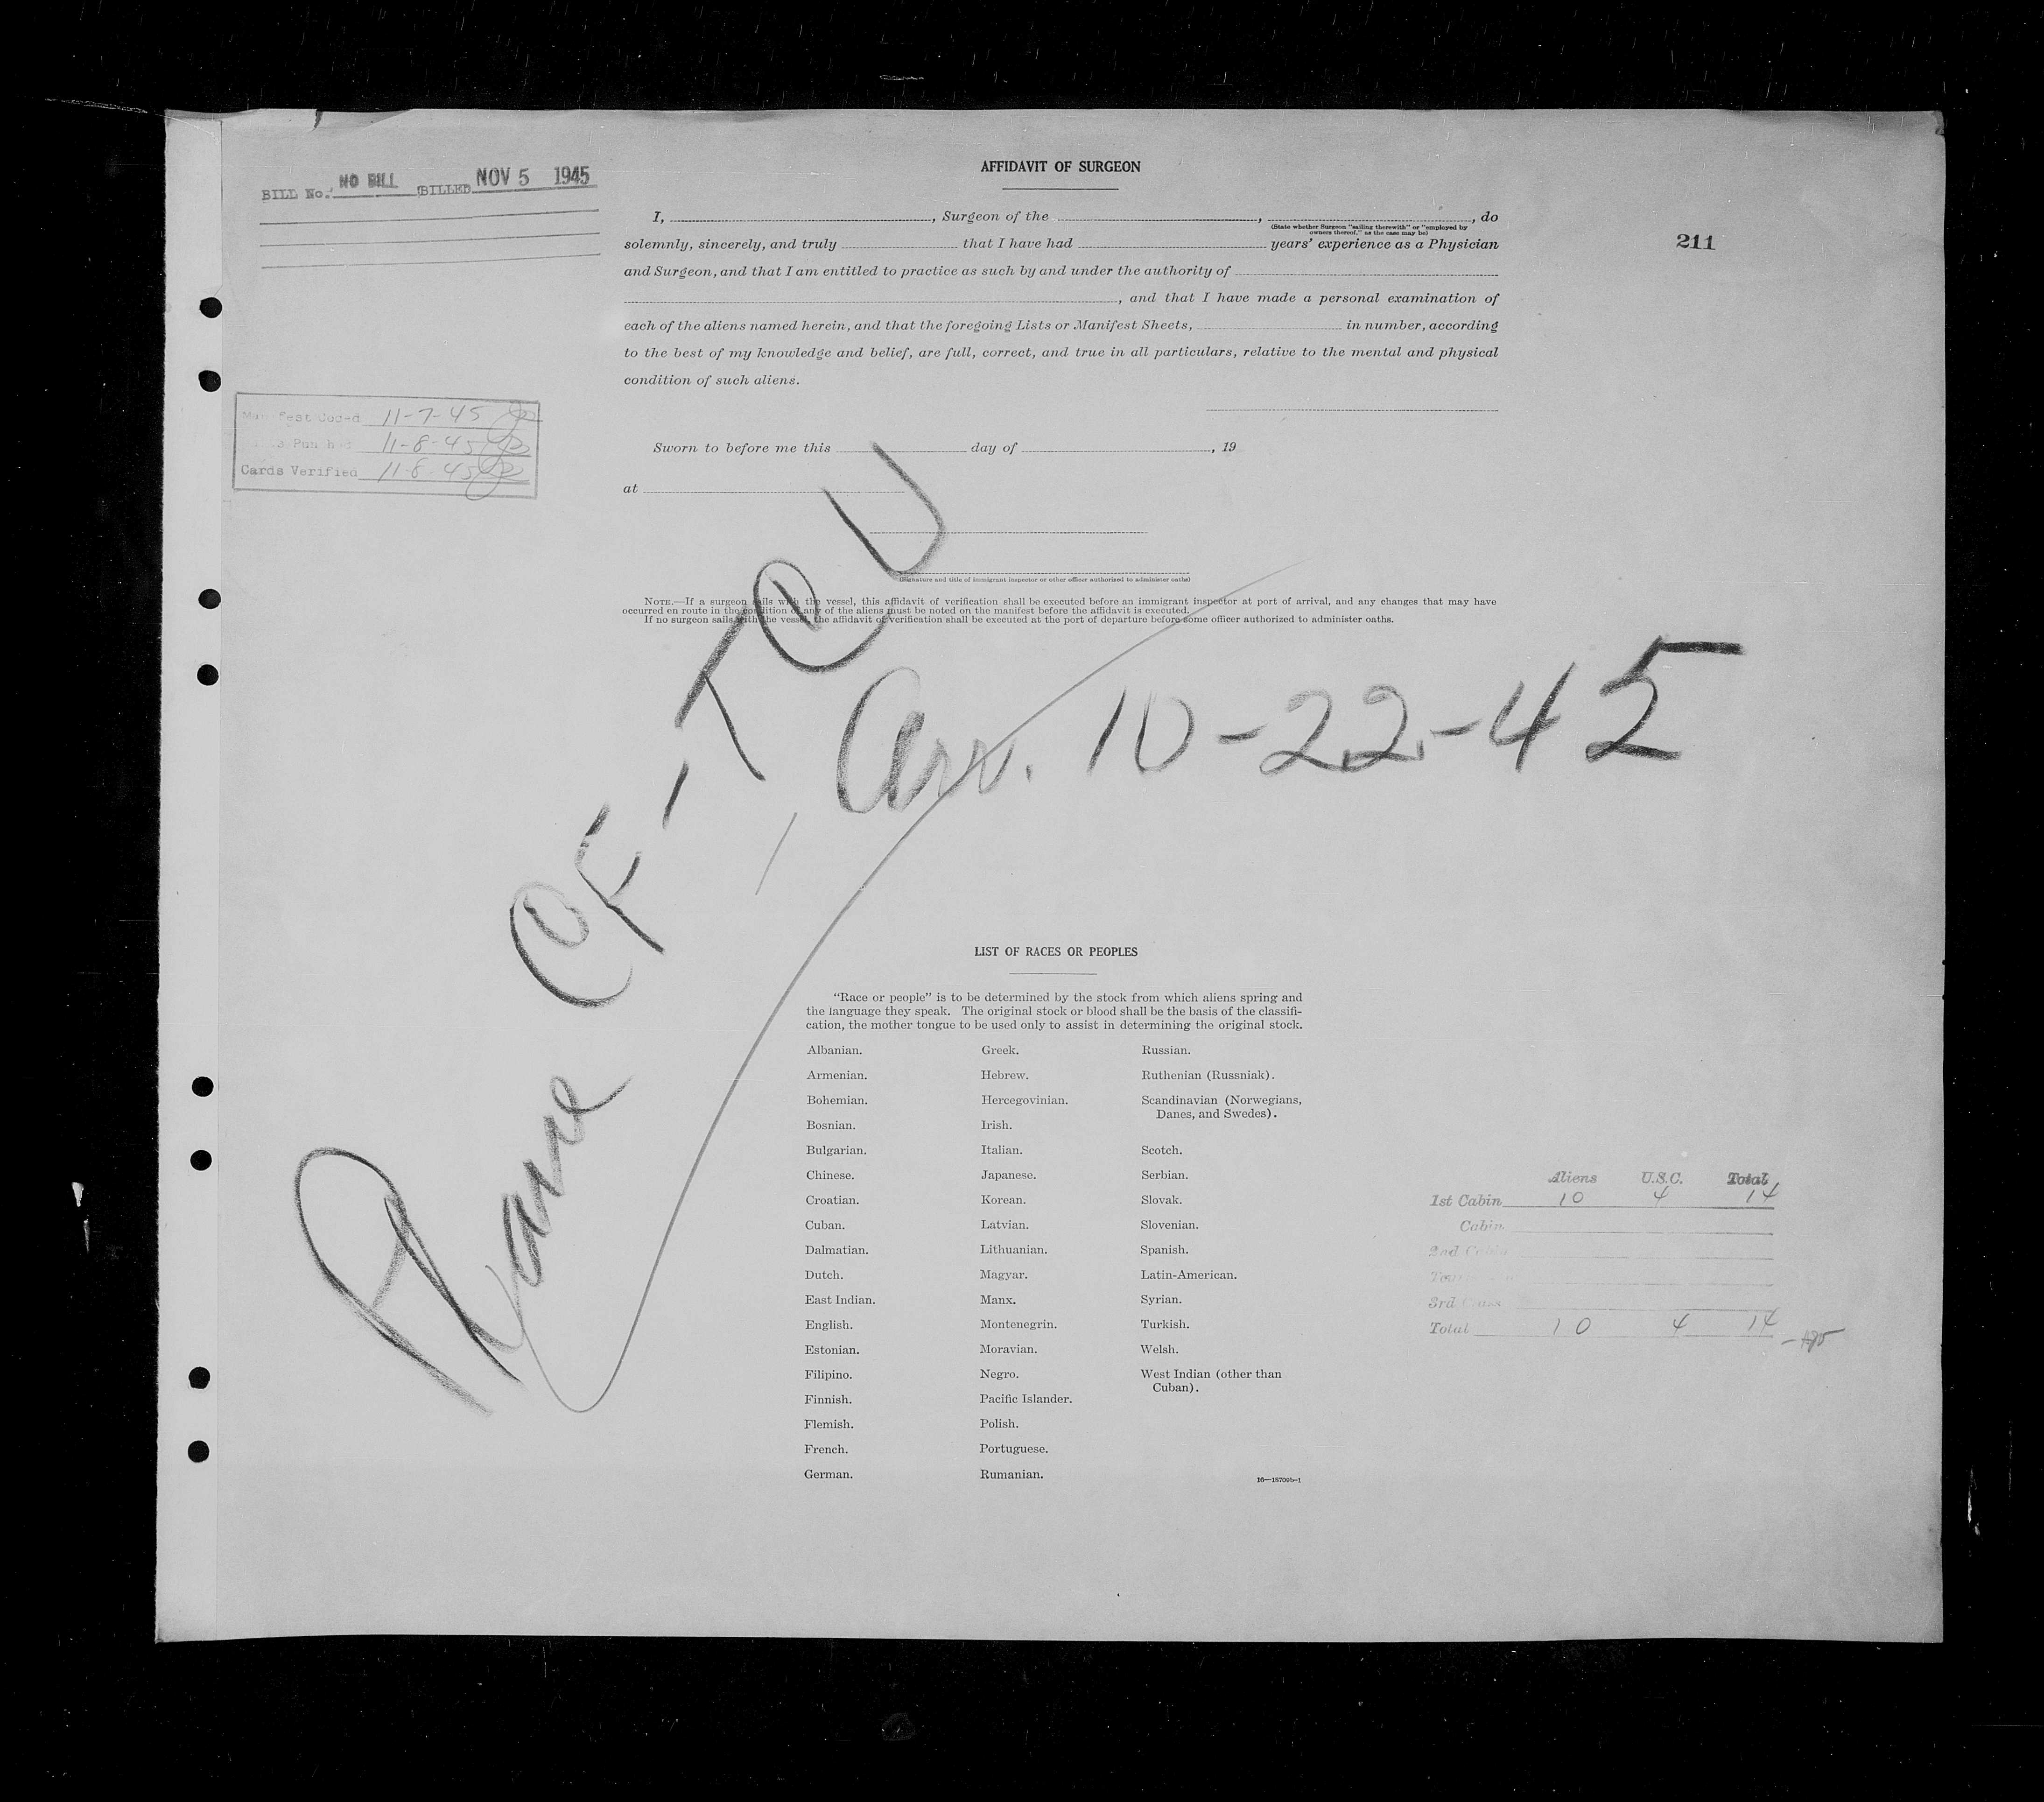 AFFIDAVIT OF SURGEON
BILL No. NO BILL BILLED NOV 5 1945
I, , Surgeon of the , , do
(State whether Surgeon "sailing therewith" or "employed by
owners thereof," as the case may be)
solemnly, sincerely, and truly that I have had years' experience as a Physician
211
and Surgeon, and that I am entitled to practice as such by and under the authority of
, and that I have made a personal examination of
each of the aliens named herein, and that the foregoing Lists or Manifest Sheets, in number, according
to the best of my knowledge and belief, are full, correct, and true in all particulars, relative to the mental and physical
condition of such aliens.
Manifest Coded 11-7-45
Punched 11-8-45
Cards Verified 11-8-45
Sworn to before me this day of , 19
at
(Signature and title of immigrant inspector or other officer authorized to administer oaths)
NOTE.—If a surgeon sails with the vessel, this affidavit of verification shall be executed before an immigrant inspector at port of arrival, and any changes that may have
occurred en route in the condition of any of the aliens must be noted on the manifest before the affidavit is executed.
If no surgeon sails with the vessel the affidavit of verification shall be executed at the port of departure before some officer authorized to administer oaths.
Plane CF-TCU
Arr. 10-22-45
LIST OF RACES OR PEOPLES
"Race or people" is to be determined by the stock from which aliens spring and
the language they speak. The original stock or blood shall be the basis of the classifi-
cation, the mother tongue to be used only to assist in determining the original stock.
Albanian.
Armenian.
Bohemian.
Bosnian.
Bulgarian.
Chinese.
Croatian.
Cuban.
Dalmatian.
Dutch.
East Indian.
English.
Estonian.
Filipino.
Finnish.
Flemish.
French.
German.
Greek.
Hebrew.
Hercegovinian.
Irish.
Italian.
Japanese.
Korean.
Latvian.
Lithuanian.
Magyar.
Manx.
Montenegrin.
Moravian.
Negro.
Pacific Islander.
Polish.
Portuguese.
Rumanian.
Russian.
Ruthenian (Russniak).
Scandinavian (Norwegians,
Danes, and Swedes).
Scotch.
Serbian.
Slovak.
Slovenian.
Spanish.
Latin-American.
Syrian.
Turkish.
Welsh.
West Indian (other than
Cuban).
16—18709b-1
Aliens U.S.C. Total
1st Cabin 10 4 14
Cabin
2nd Cabin
3rd Class
Total 10 4 14